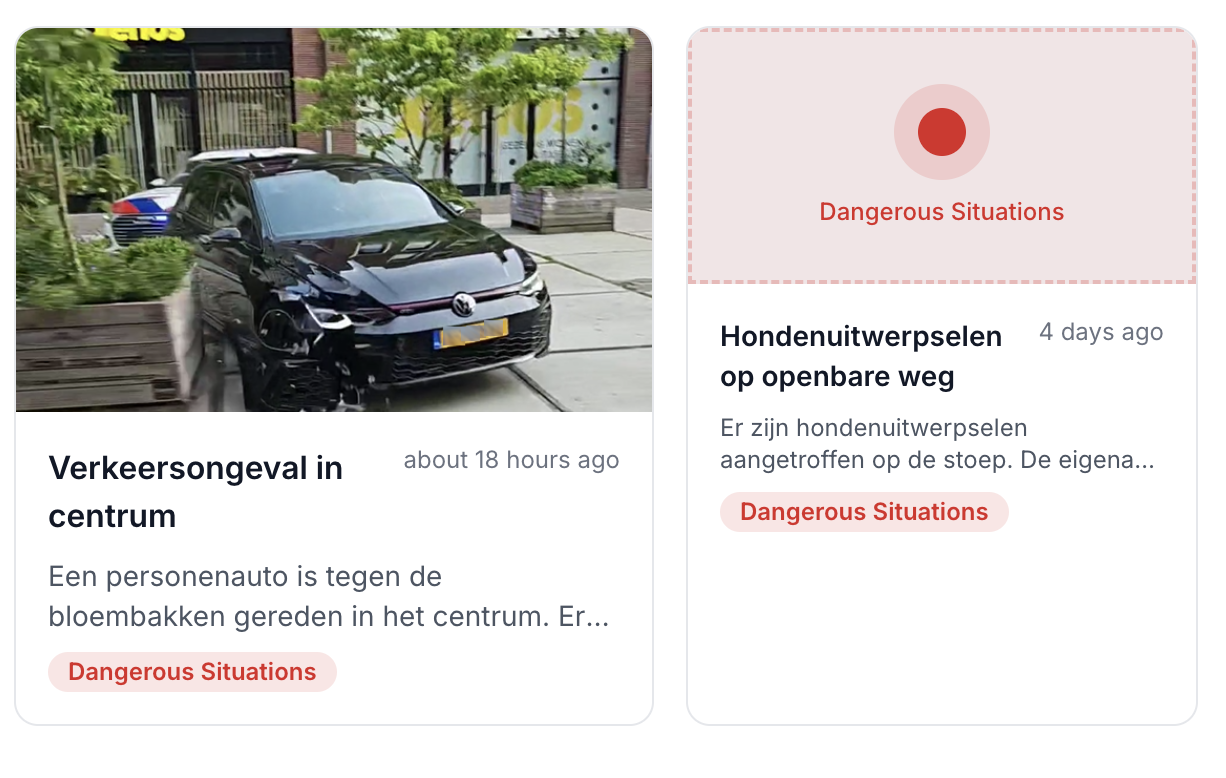 Verkeersongeval in
centrum
about 18 hours ago
Een personenauto is tegen de
bloembakken gereden in het centrum. Er...
Dangerous Situations
Dangerous Situations
Hondenuitwerpselen
op openbare weg
4 days ago
Er zijn hondenuitwerpselen
aangetroffen op de stoep. De eigena...
Dangerous Situations